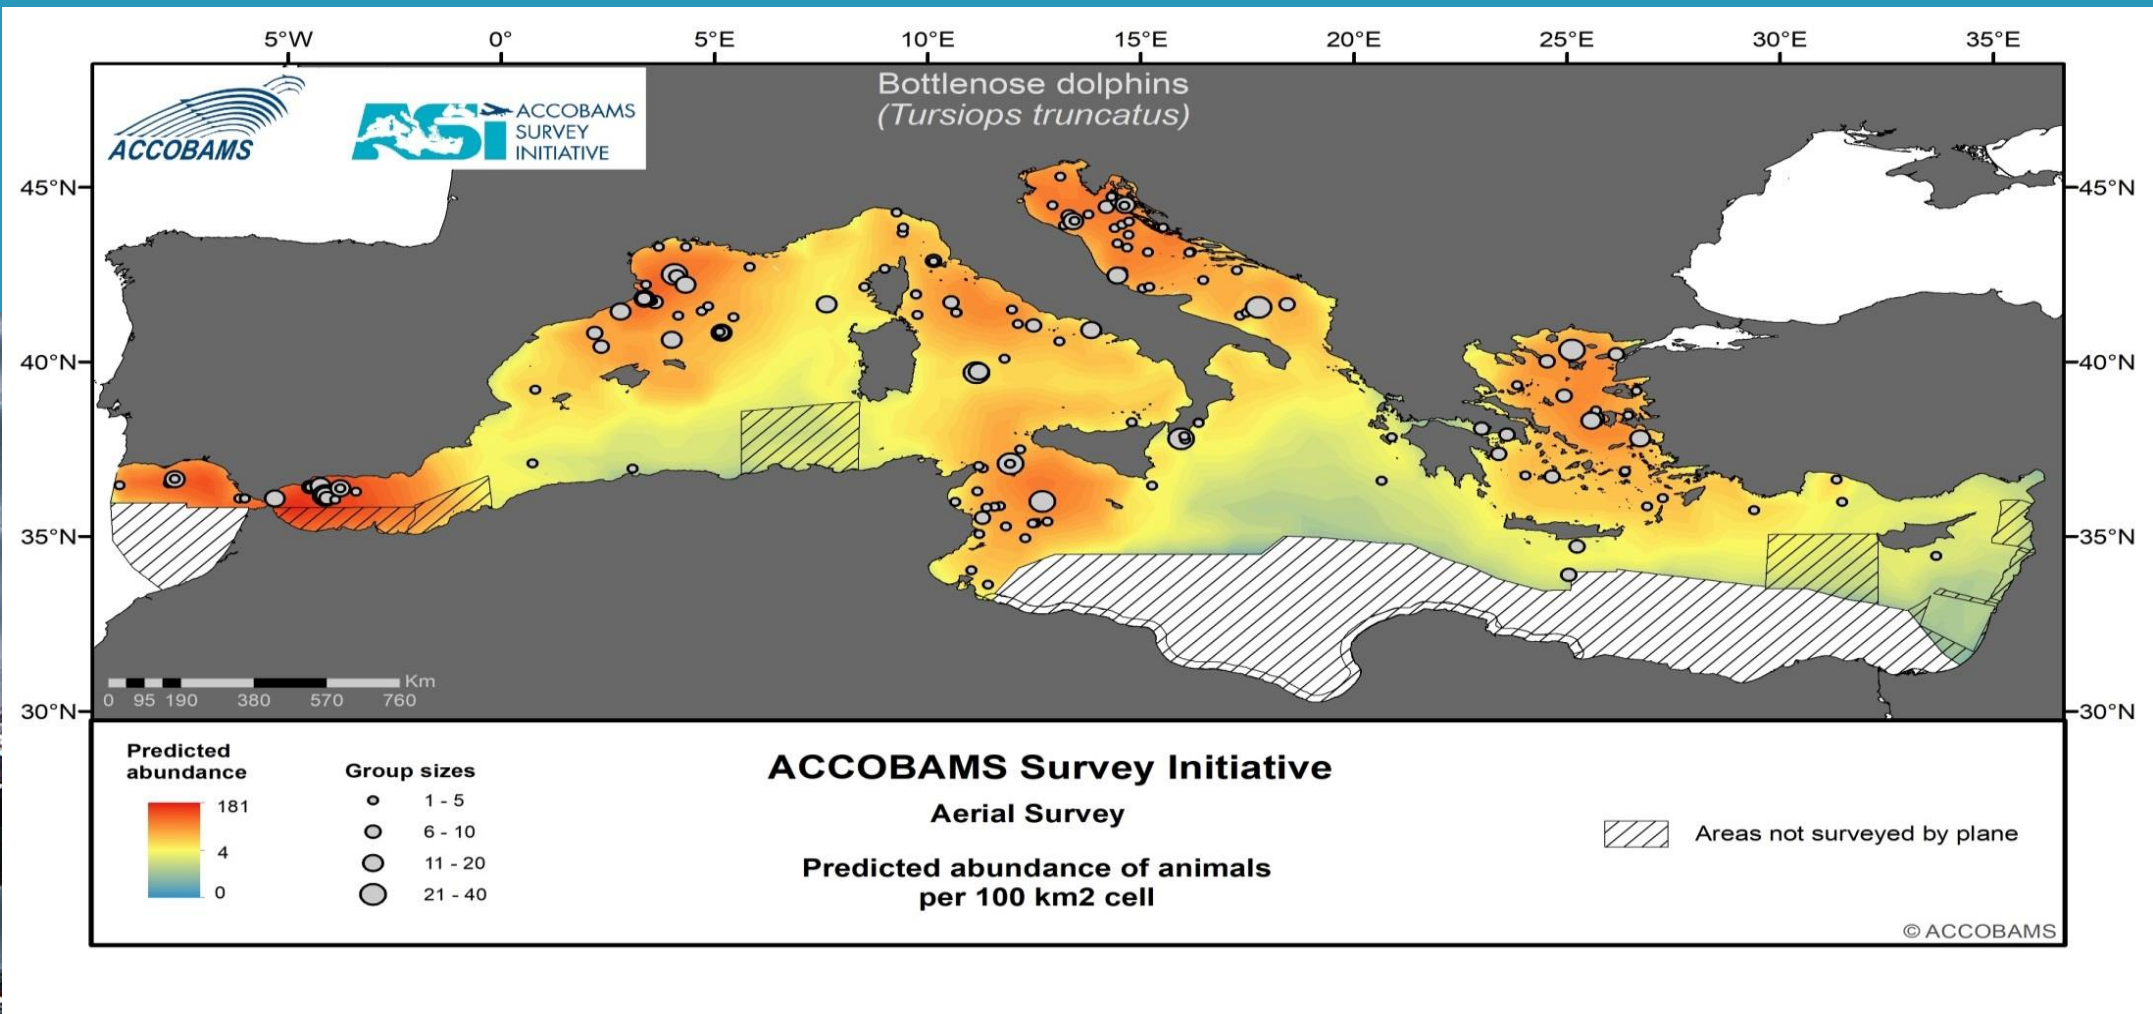 5°W 0° 5°E 10°E 15°E 20°E 25°E 30°E 35°E
ACCOBAMS
ASI ACCOBAMS
SURVEY
INITIATIVE
Bottlenose dolphins
(Tursiops truncatus)
45°N 45°N
40°N 40°N
35°N 35°N
30°N 30°N
Km
0 95 190 380 570 760
Predicted
abundance
181
4
0
Group sizes
1 - 5
6 - 10
11 - 20
21 - 40
ACCOBAMS Survey Initiative
Aerial Survey
Predicted abundance of animals
per 100 km2 cell
Areas not surveyed by plane
© ACCOBAMS